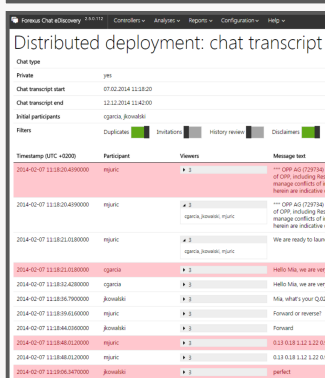 Forexus Chat eDiscovery 2.9.0.112 Controllers Analyses Reports Configuration Help
Distributed deployment: chat transcript
Chat type
Private yes
Chat transcript start 07.02.2014 11:18:20
Chat transcript end 12.12.2014 11:42:00
Initial participants cgarcia, jkowalski
Filters Duplicates Invitations History review Disclaimers
Timestamp (UTC +0200) Participant Viewers Message text
2014-02-07 11:18:20.4390000 mjuric 3 *** OPP AG (729734)
of OPP, including Res
manage conflicts of i
herein are indicative
2014-02-07 11:18:20.4390000 mjuric 3 *** OPP AG (729734)
cgarcia, jkowalski, mjuric of OPP, including Res
manage conflicts of i
herein are indicative
2014-02-07 11:18:21.0180000 mjuric 3 We are ready to laun
cgarcia, jkowalski, mjuric
2014-02-07 11:18:21.0180000 cgarcia 3 Hello Mia, we are ver
2014-02-07 11:18:32.4280000 cgarcia 3 Hello Mia, we are ver
2014-02-07 11:18:36.7900000 jkowalski 3 Mia, what's your Q.02
2014-02-07 11:18:39.6160000 mjuric 3 Forward or reverse?
2014-02-07 11:18:44.0360000 jkowalski 3 Forward
2014-02-07 11:18:48.0120000 mjuric 3 0.13 0.18 1.12 1.22 0.9
2014-02-07 11:18:48.0120000 mjuric 3 0.13 0.18 1.12 1.22 0.9
2014-02-07 11:19:06.5470000 jkowalski 3 perfect